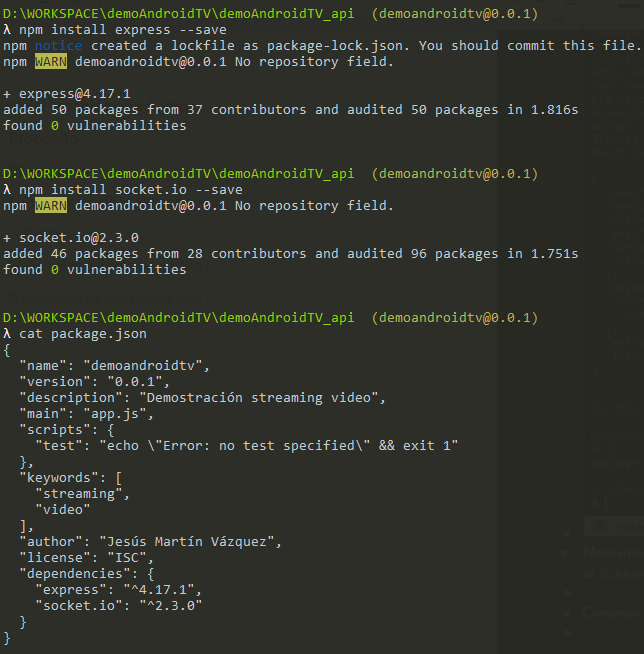 D:\WORKSPACE\demoAndroidTV\demoAndroidTV_api  (demoandroidtv@0.0.1)
λ npm install express --save
npm notice created a lockfile as package-lock.json. You should commit this file.
npm WARN demoandroidtv@0.0.1 No repository field.

+ express@4.17.1
added 50 packages from 37 contributors and audited 50 packages in 1.816s
found 0 vulnerabilities

D:\WORKSPACE\demoAndroidTV\demoAndroidTV_api  (demoandroidtv@0.0.1)
λ npm install socket.io --save
npm WARN demoandroidtv@0.0.1 No repository field.

+ socket.io@2.3.0
added 46 packages from 28 contributors and audited 96 packages in 1.751s
found 0 vulnerabilities

D:\WORKSPACE\demoAndroidTV\demoAndroidTV_api  (demoandroidtv@0.0.1)
λ cat package.json
{
  "name": "demoandroidtv",
  "version": "0.0.1",
  "description": "Demostración streaming video",
  "main": "app.js",
  "scripts": {
    "test": "echo \"Error: no test specified\" && exit 1"
  },
  "keywords": [
    "streaming",
    "video"
  ],
  "author": "Jesús Martín Vázquez",
  "license": "ISC",
  "dependencies": {
    "express": "^4.17.1",
    "socket.io": "^2.3.0"
  }
}